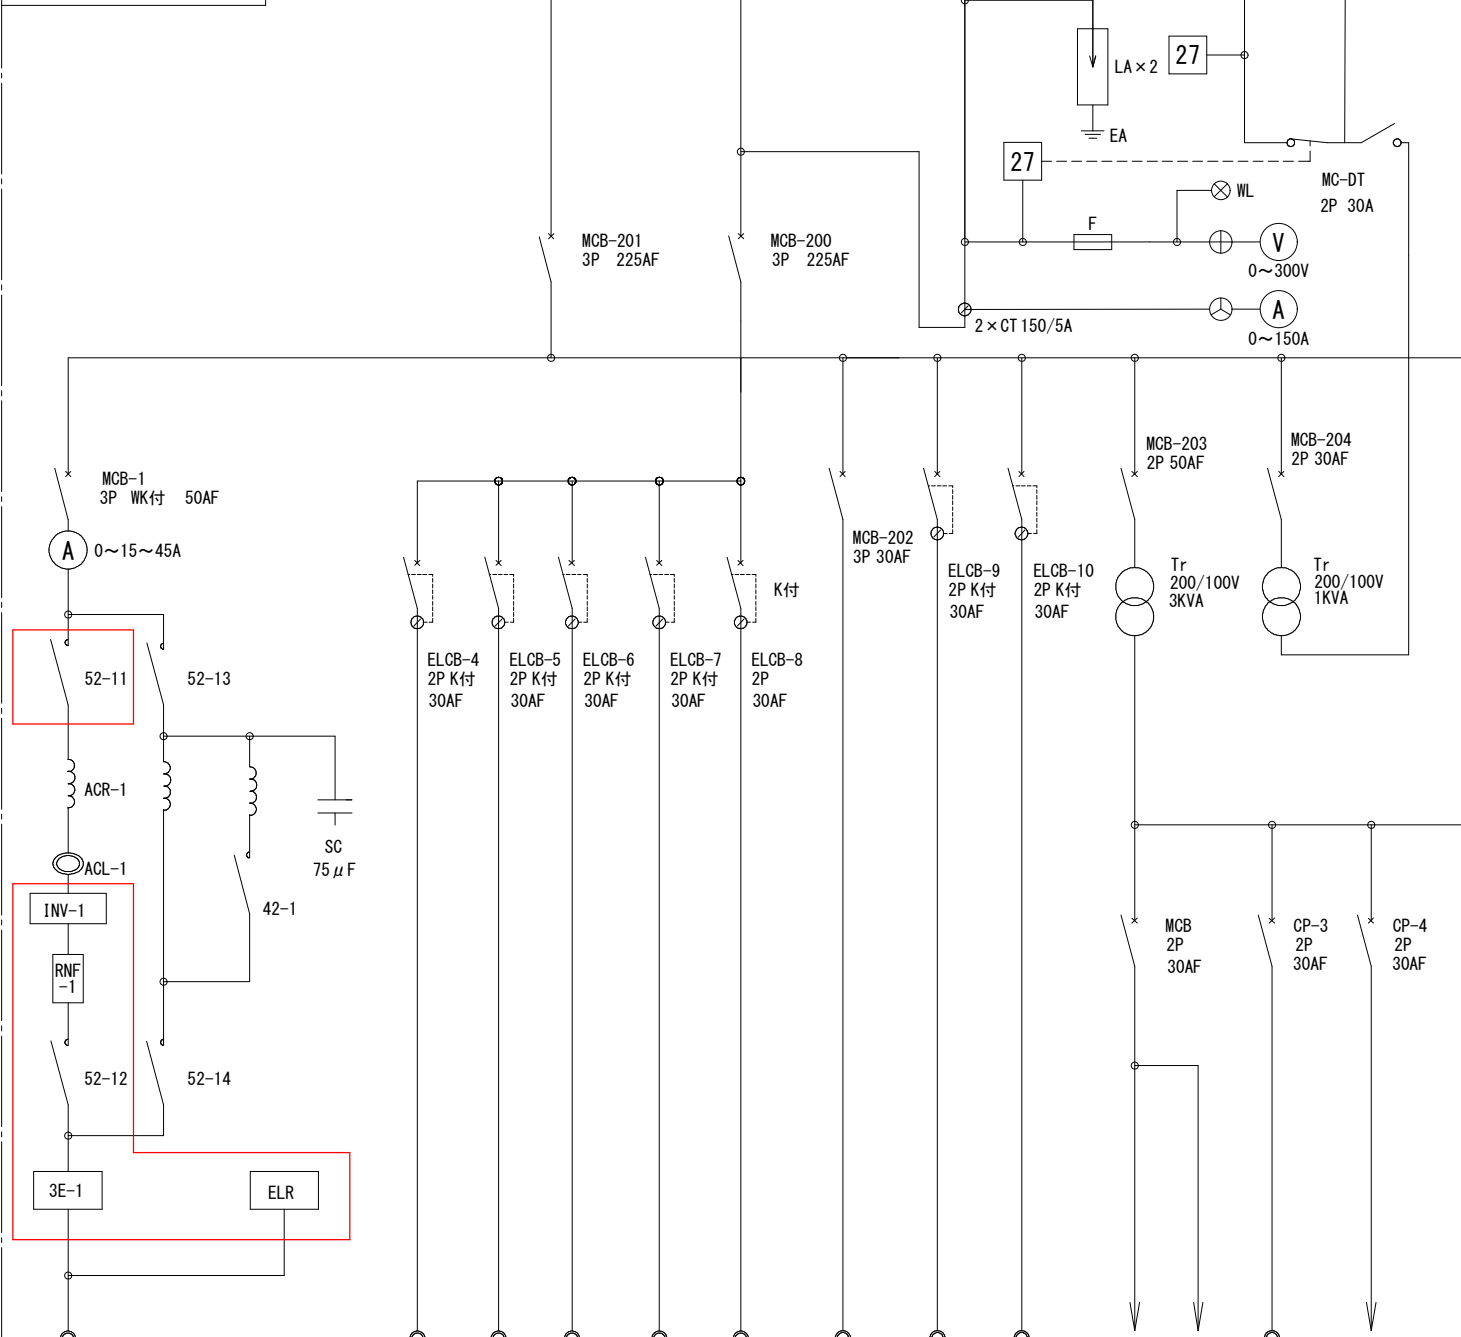 LA×2
27
EA
27
MC-DT
2P 30A
WL
F
V
0～300V
MCB-201
3P 225AF
MCB-200
3P 225AF
A
2×CT 150/5A
0～150A
MCB-1
3P WK付 50AF
A
0～15～45A
MCB-203
2P 50AF
MCB-204
2P 30AF
MCB-202
3P 30AF
ELCB-9
2P K付
30AF
ELCB-10
2P K付
30AF
Tr
200/100V
3KVA
Tr
200/100V
1KVA
K付
52-11
52-13
ELCB-4
2P K付
30AF
ELCB-5
2P K付
30AF
ELCB-6
2P K付
30AF
ELCB-7
2P K付
30AF
ELCB-8
2P
30AF
ACR-1
SC
75μF
ACL-1
INV-1
42-1
RNF
-1
MCB
2P
30AF
CP-3
2P
30AF
CP-4
2P
30AF
52-12
52-14
3E-1
ELR